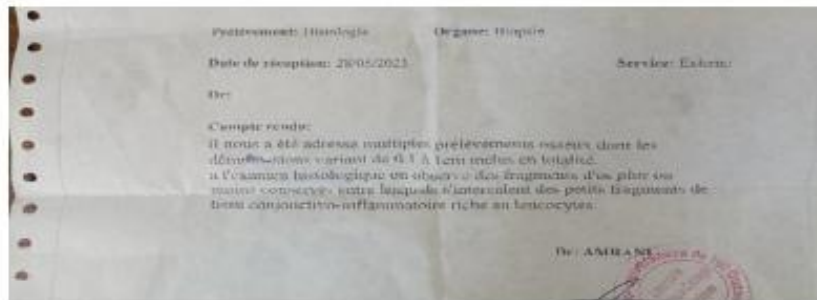 Prélèvement: Histologie Organe: Biopsie
Date de réception: 28/05/2023 Service: Externe
Dr:
Compte rendu:
Il nous a été adressé multiples prélèvements osseux dont les
dimensions variant de 0.1 à 1cm inclus en totalité.
a l'examen histologique on observe des fragments d'os plus ou
moins conservés entre lesquels s'intercalent des petits fragments de
tissu conjonctivo-inflammatoire riche en leucocytes
Dr: